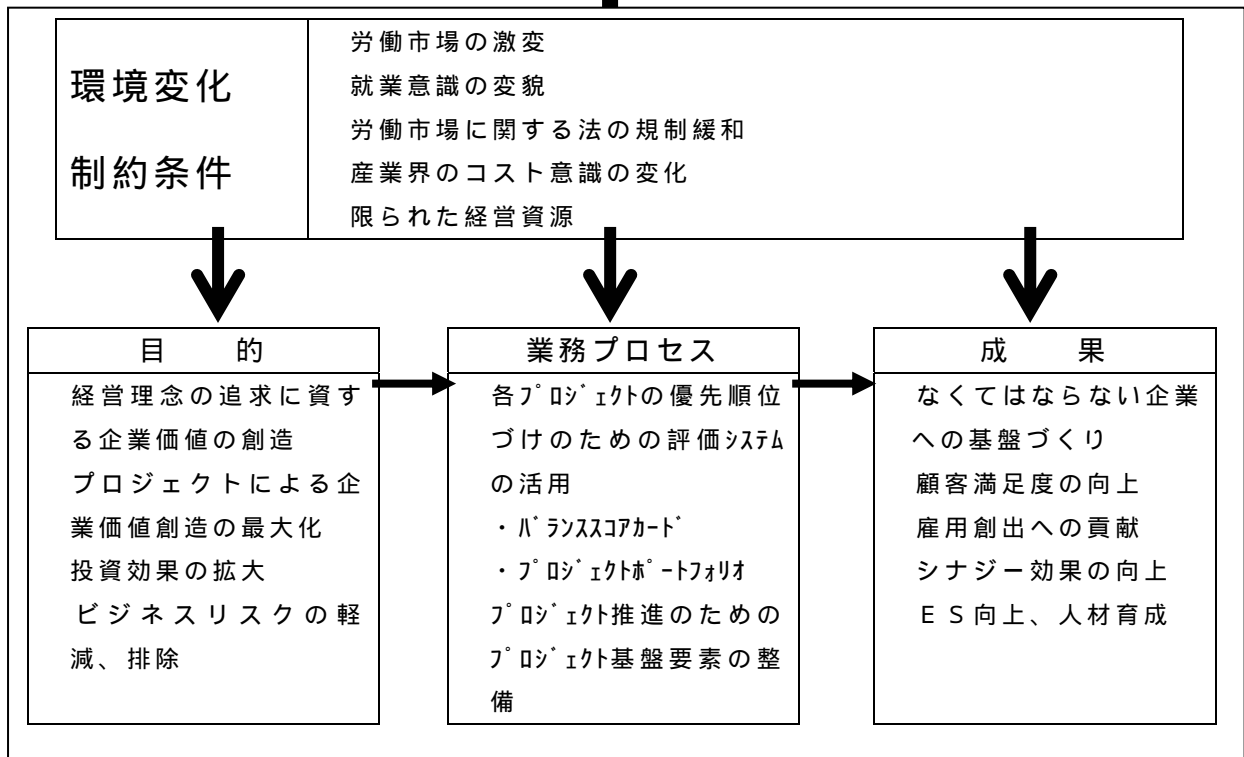 環境変化
制約条件
労働市場の激変
就業意識の変貌
労働市場に関する法の規制緩和
産業界のコスト意識の変化
限られた経営資源
目　　的
経営理念の追求に資す
る企業価値の創造
プロジェクトによる企
業価値創造の最大化
投資効果の拡大
ビジネスリスクの軽
減、排除
業務プロセス
各ﾌﾟﾛｼﾞｪｸﾄの優先順位
づけのための評価ｼｽﾃﾑ
の活用
・ﾊﾞﾗﾝｽｽｺｱｶｰﾄﾞ
・ﾌﾟﾛｼﾞｪｸﾄﾎﾟｰﾄﾌｫﾘｵ
ﾌﾟﾛｼﾞｪｸﾄ推進のための
ﾌﾟﾛｼﾞｪｸﾄ基盤要素の整
備
成　　果
なくてはならない企業
への基盤づくり
顧客満足度の向上
雇用創出への貢献
シナジー効果の向上
ＥＳ向上、人材育成